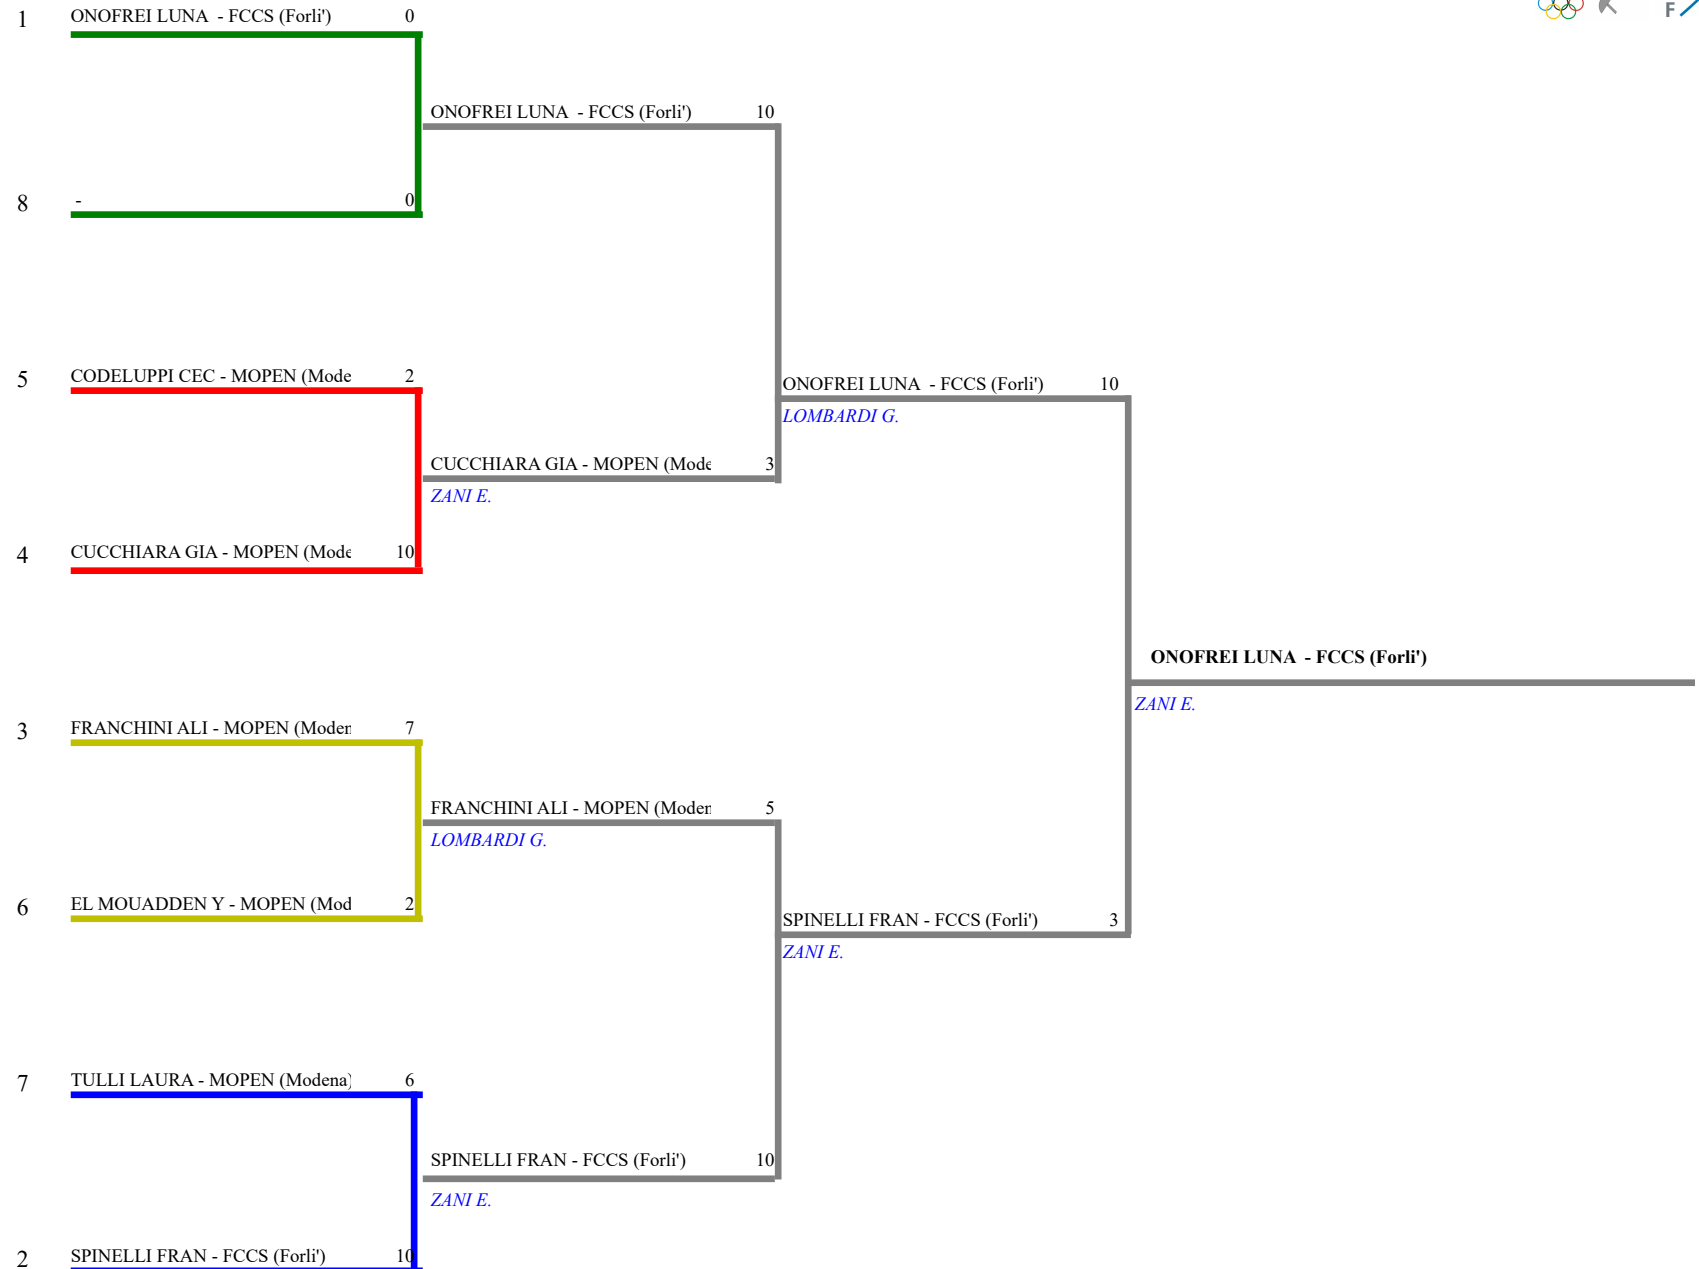 F
1 ONOFREI LUNA - FCCS (Forli') 0
ONOFREI LUNA - FCCS (Forli') 10
8 - 0
5 CODELUPPI CEC - MOPEN (Mode 2
ONOFREI LUNA - FCCS (Forli') 10
LOMBARDI G.
CUCCHIARA GIA - MOPEN (Mode 3
ZANI E.
4 CUCCHIARA GIA - MOPEN (Mode 10
ONOFREI LUNA - FCCS (Forli')
ZANI E.
3 FRANCHINI ALI - MOPEN (Moden 7
FRANCHINI ALI - MOPEN (Moden 5
LOMBARDI G.
6 EL MOUADDEN Y - MOPEN (Mod 2
SPINELLI FRAN - FCCS (Forli') 3
ZANI E.
7 TULLI LAURA - MOPEN (Modena) 6
SPINELLI FRAN - FCCS (Forli') 10
ZANI E.
2 SPINELLI FRAN - FCCS (Forli') 10